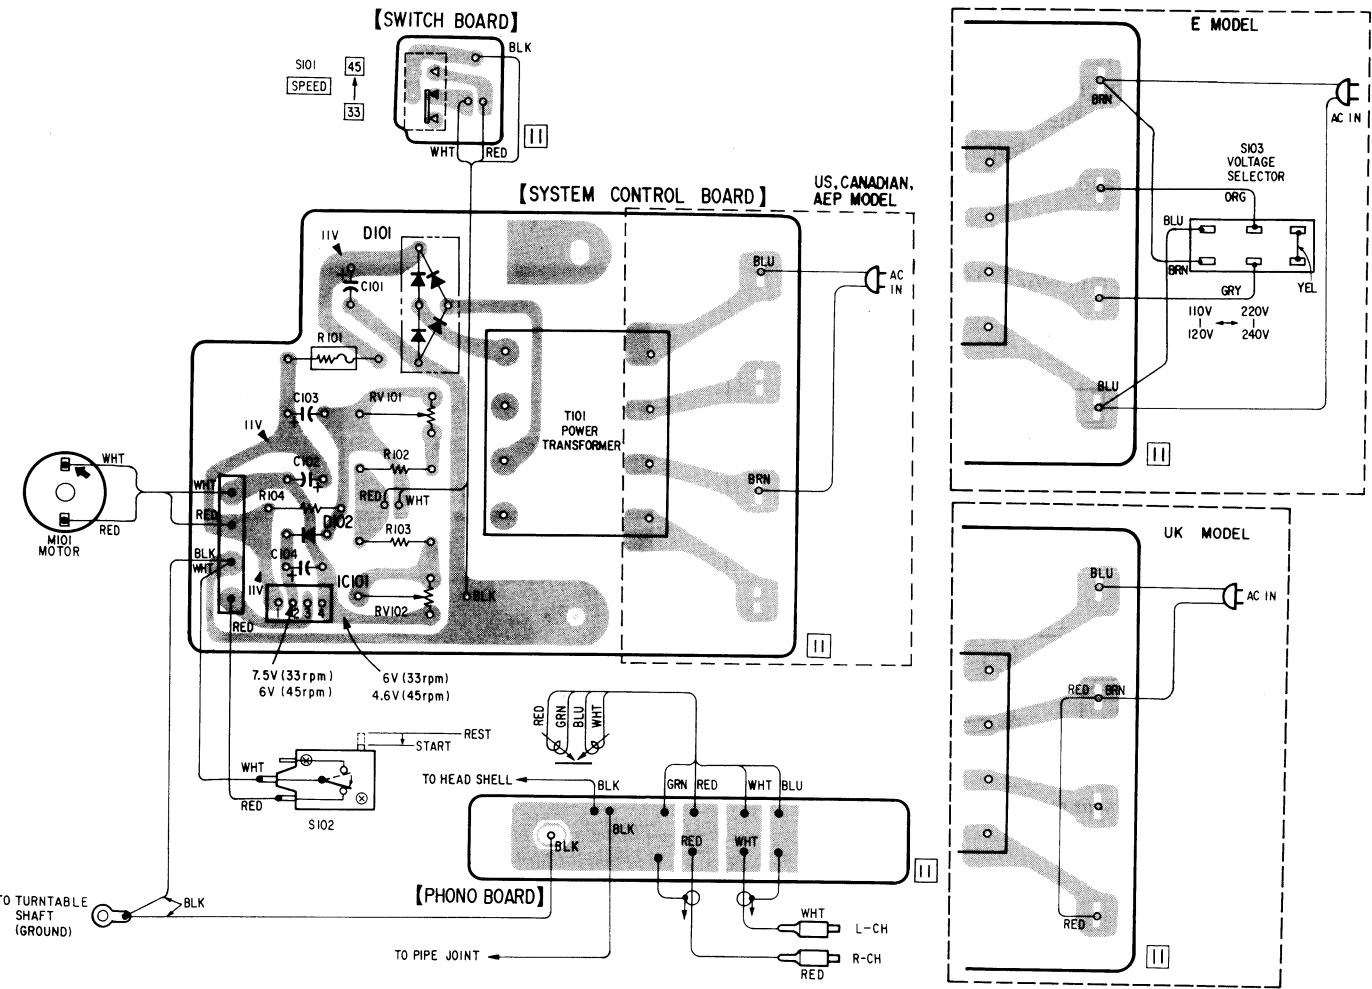 【SWITCH BOARD】
S101
SPEED
45
33
BLK
WHT
RED
11
【SYSTEM CONTROL BOARD】
US, CANADIAN,
AEP MODEL
11V
D101
C101
R101
C103
RV101
11V
C102
R102
R104
RED
WHT
D102
R103
C104
11V
IC101
1 2 3 4
RV102
BLK
T101
POWER
TRANSFORMER
BLU
BRN
AC
IN
11
WHT
RED
M101
MOTOR
WHT
RED
BLK
WHT
RED
7.5V(33rpm)
6V(45rpm)
6V(33rpm)
4.6V(45rpm)
REST
START
WHT
RED
S102
RED
GRN
BLU
WHT
TO HEAD SHELL
BLK
GRN
RED
WHT
BLU
BLK
BLK
RED
WHT
11
【PHONO BOARD】
TO TURNTABLE
SHAFT
(GROUND)
BLK
TO PIPE JOINT
WHT
L-CH
R-CH
RED
E MODEL
BRN
AC IN
S103
VOLTAGE
SELECTOR
ORG
BLU
BRN
GRY
YEL
110V
120V
220V
240V
BLU
11
UK MODEL
BLU
AC IN
RED
BRN
RED
11